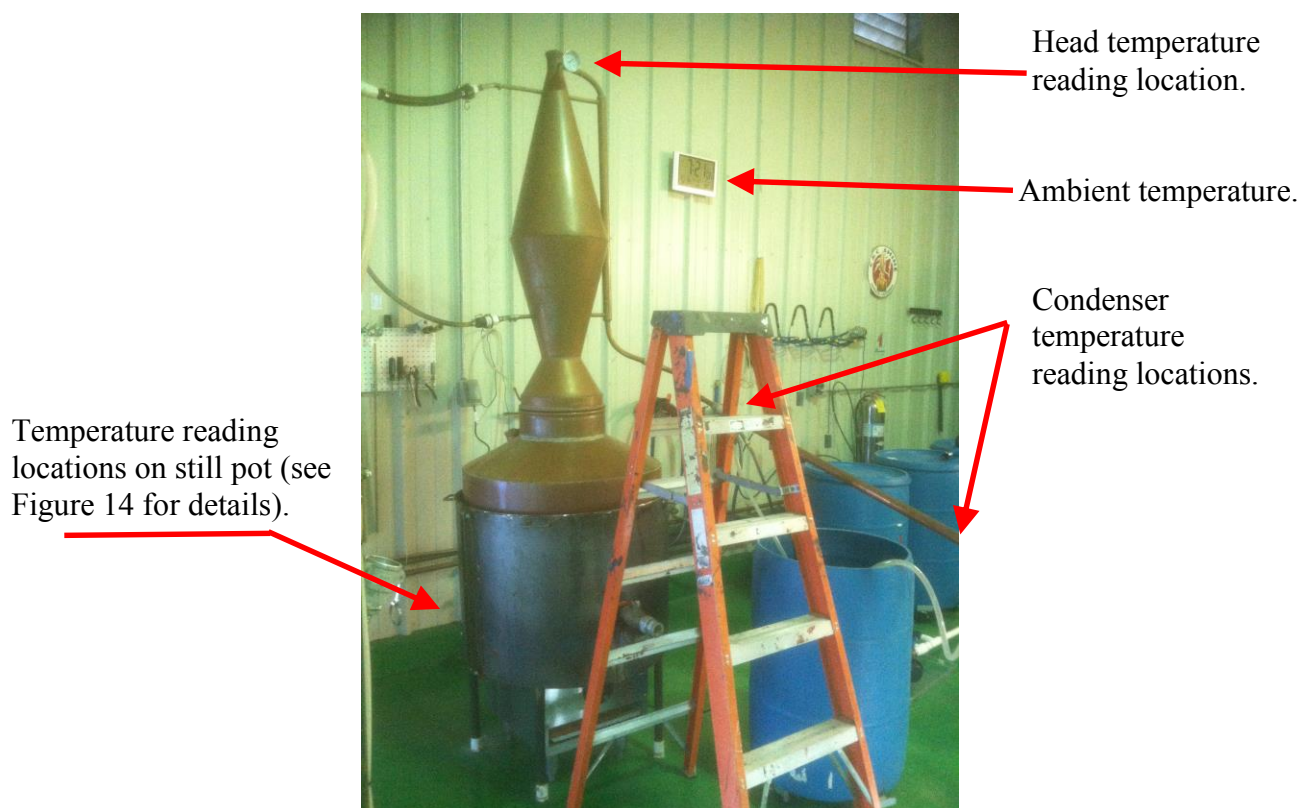 Head temperature
reading location.
Ambient temperature.
Condenser
temperature
reading locations.
Temperature reading
locations on still pot (see
Figure 14 for details).